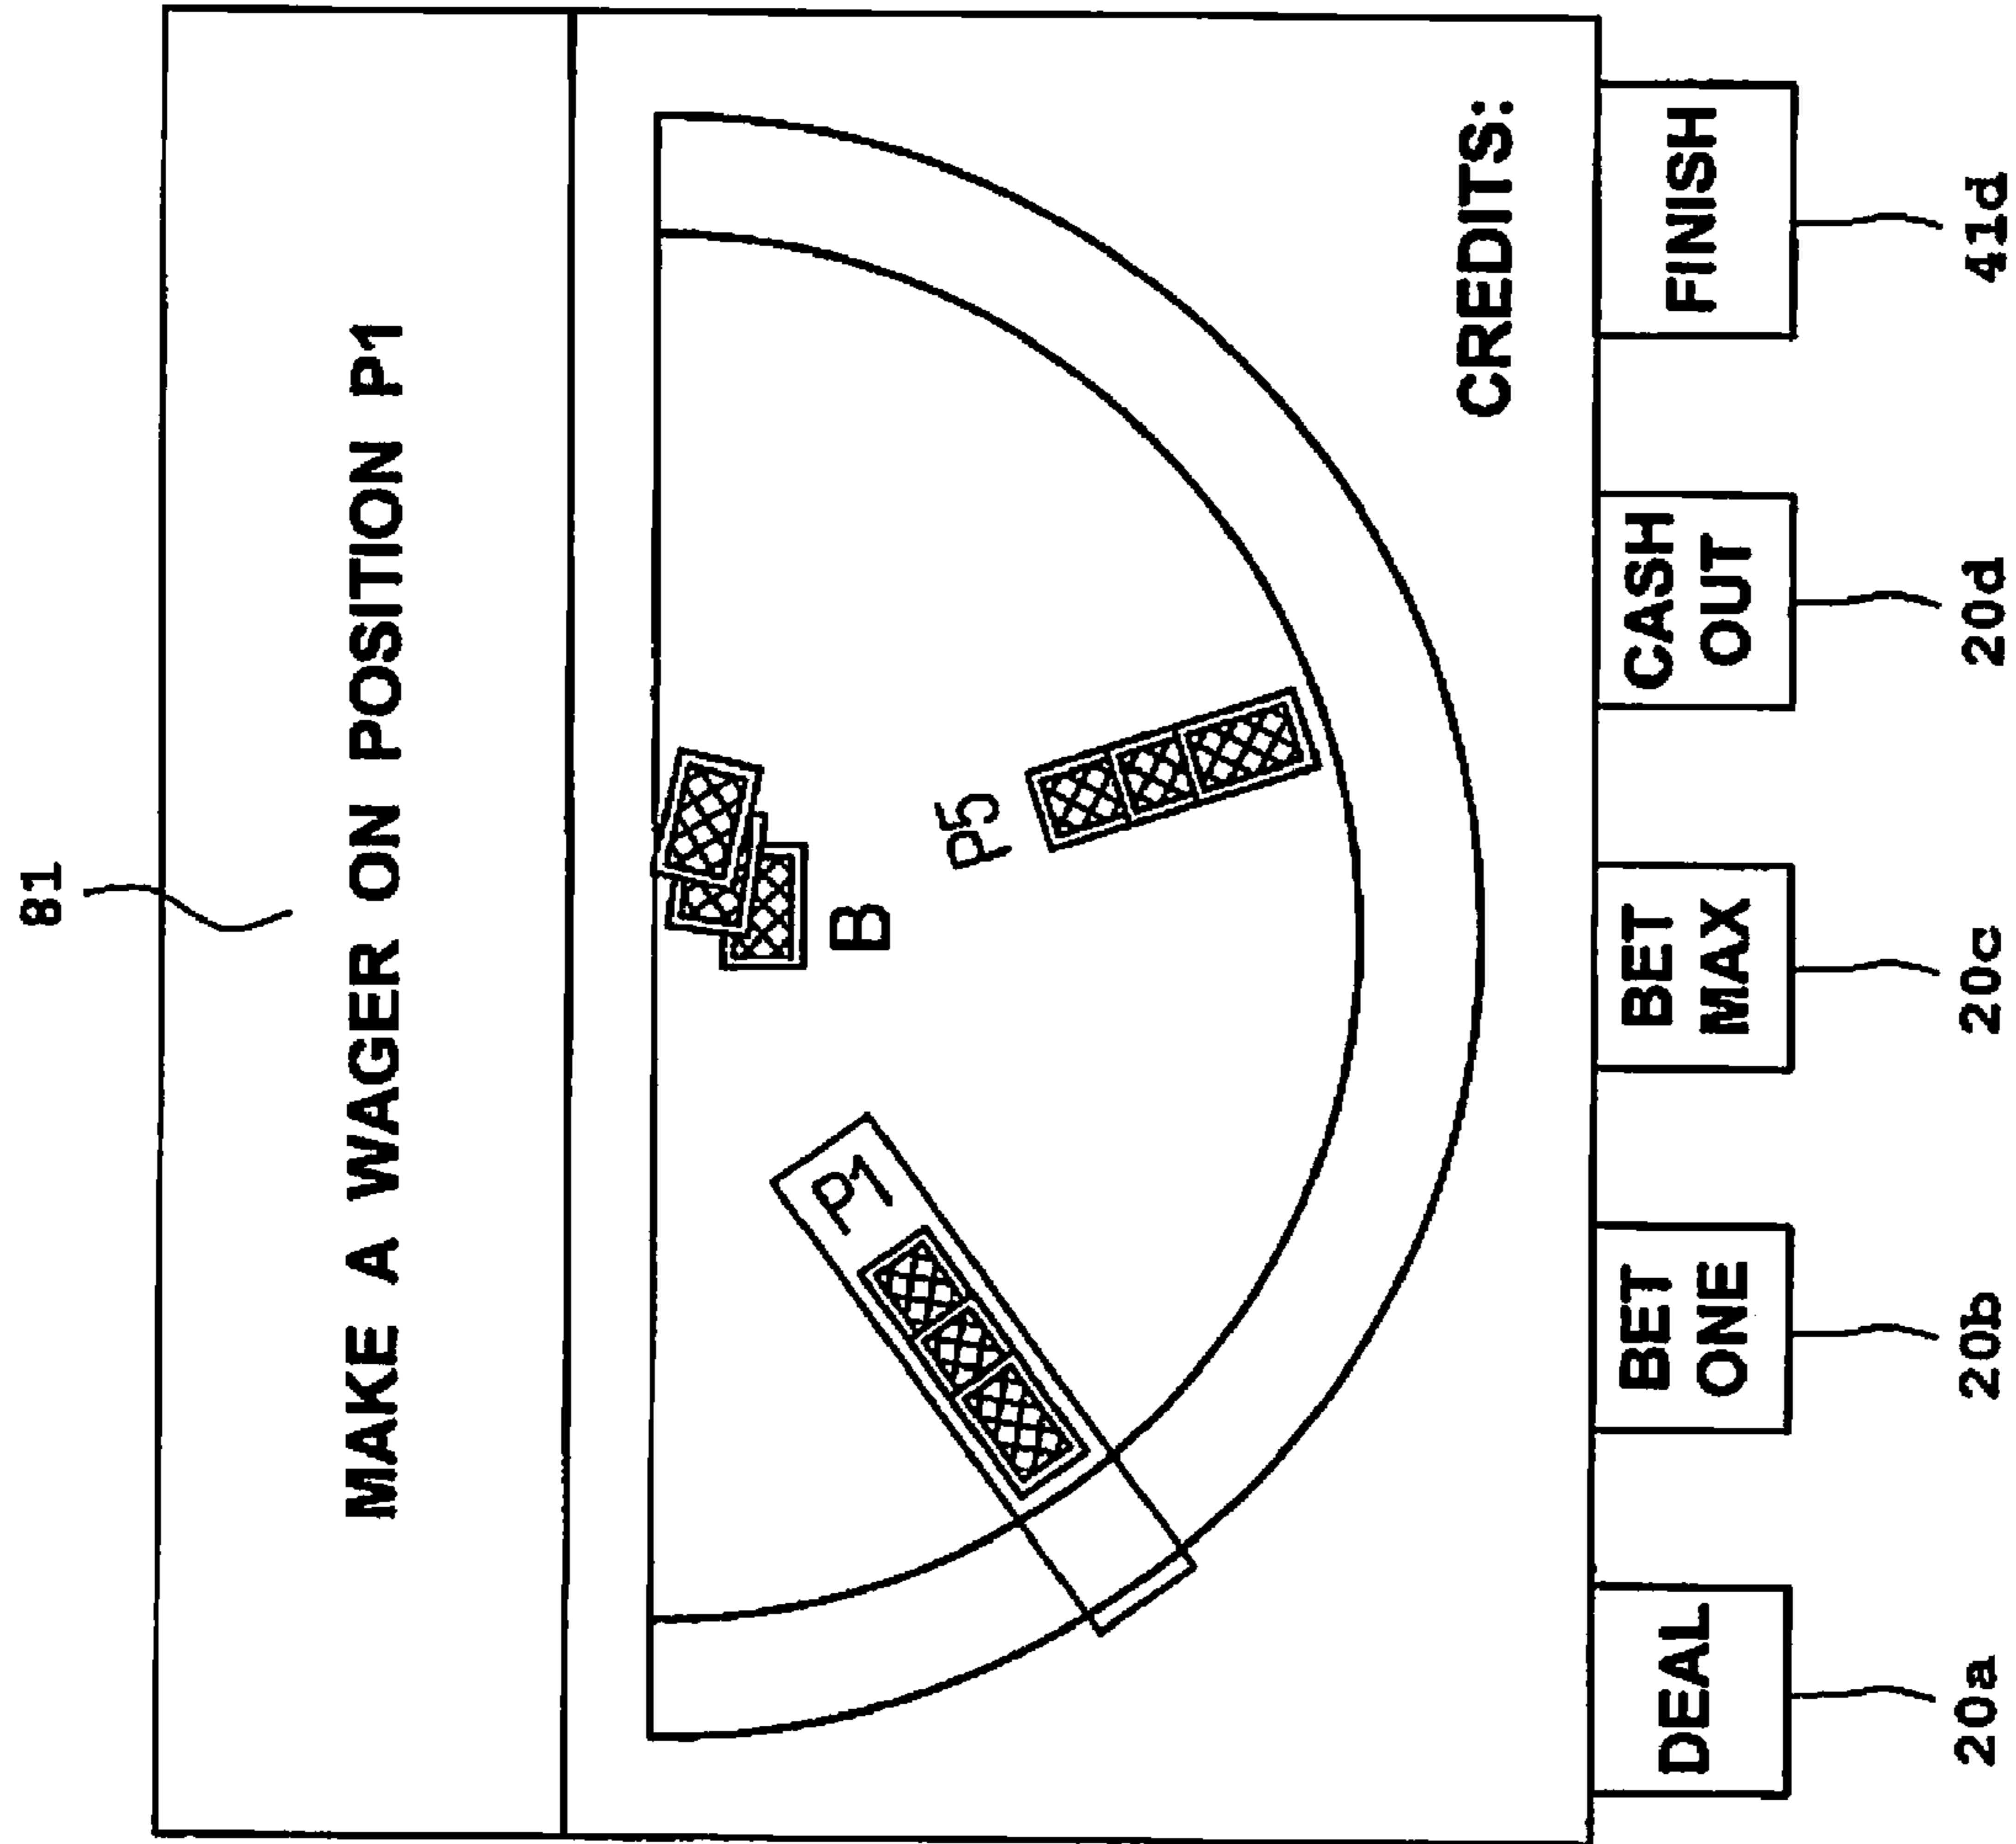 81
MAKE A WAGER ON POSITION P1
B
P1
p5
CREDITS:
DEAL
BET
ONE
BET
MAX
CASH
OUT
FINISH
20a
20b
20c
20d
41d